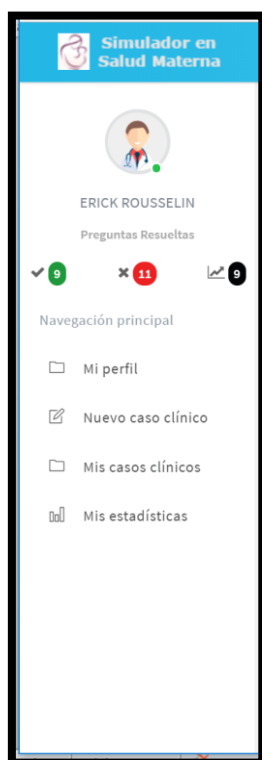 Simulador en
Salud Materna
ERICK ROUSSELIN
Preguntas Resueltas
9 11 9
Navegación principal
Mi perfil
Nuevo caso clínico
Mis casos clínicos
Mis estadísticas